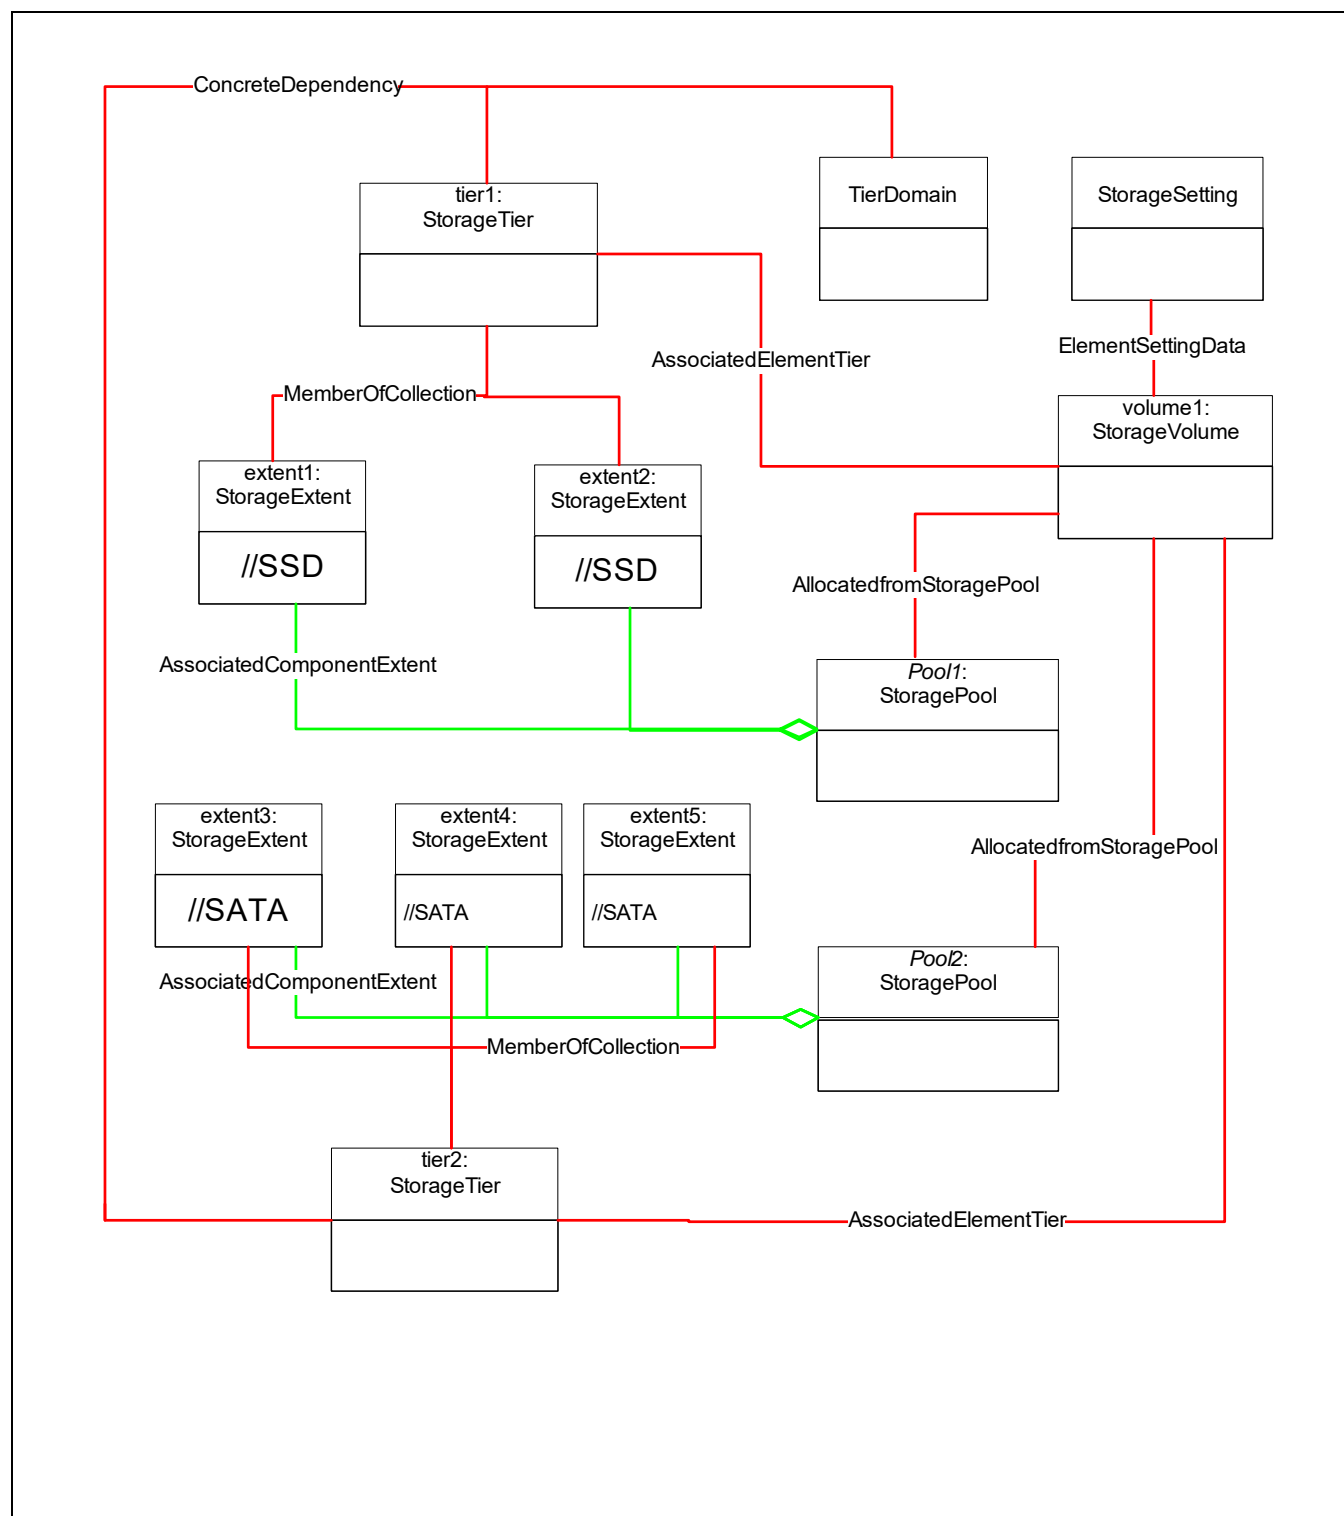 ConcreteDependency
tier1:
StorageTier
TierDomain
StorageSetting
AssociatedElementTier
ElementSettingData
MemberOfCollection
volume1:
StorageVolume
extent1:
StorageExtent
//SSD
extent2:
StorageExtent
//SSD
AllocatedfromStoragePool
AssociatedComponentExtent
Pool1:
StoragePool
extent3:
StorageExtent
//SATA
extent4:
StorageExtent
//SATA
extent5:
StorageExtent
//SATA
AllocatedfromStoragePool
AssociatedComponentExtent
Pool2:
StoragePool
MemberOfCollection
tier2:
StorageTier
AssociatedElementTier